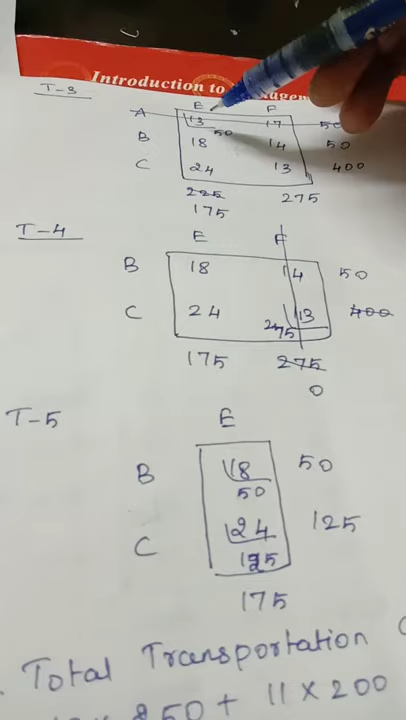 Introduction to
T-3
E F
A 13 17 50
50
B 18 14 50
C 24 13 400
225 275
175
T-4
E F
B 18 14 50
C 24 13 400
275
175 275
0
T-5
E
B 18 50
50
C 24 125
125
175
Total Transportation
850 + 11 × 200